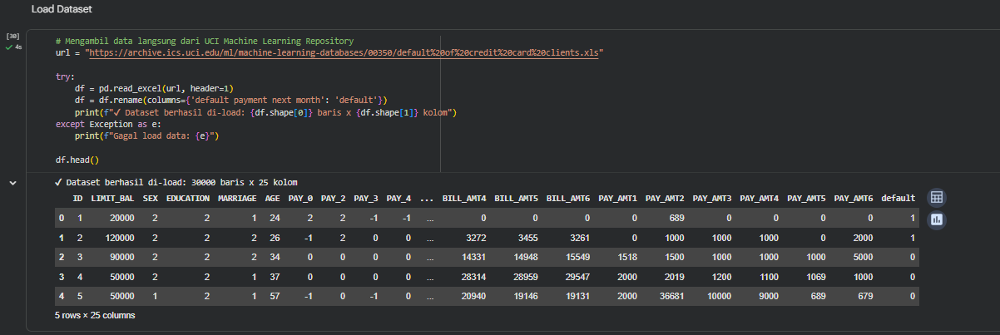 Load Dataset
[30]
✓ 4s
# Mengambil data langsung dari UCI Machine Learning Repository
url = "https://archive.ics.uci.edu/ml/machine-learning-databases/00350/default%20of%20credit%20card%20clients.xls"
try:
    df = pd.read_excel(url, header=1)
    df = df.rename(columns={'default payment next month': 'default'})
    print(f"✓ Dataset berhasil di-load: {df.shape[0]} baris x {df.shape[1]} kolom")
except Exception as e:
    print(f"Gagal load data: {e}")
df.head()
✓ Dataset berhasil di-load: 30000 baris x 25 kolom
ID LIMIT_BAL SEX EDUCATION MARRIAGE AGE PAY_0 PAY_2 PAY_3 PAY_4 ... BILL_AMT4 BILL_AMT5 BILL_AMT6 PAY_AMT1 PAY_AMT2 PAY_AMT3 PAY_AMT4 PAY_AMT5 PAY_AMT6 default
0 1 20000 2 2 1 24 2 2 -1 -1 ... 0 0 0 0 689 0 0 0 0 1
1 2 120000 2 2 2 26 -1 2 0 0 ... 3272 3455 3261 0 1000 1000 1000 0 2000 1
2 3 90000 2 2 2 34 0 0 0 0 ... 14331 14948 15549 1518 1500 1000 1000 1000 5000 0
3 4 50000 2 2 1 37 0 0 0 0 ... 28314 28959 29547 2000 2019 1200 1100 1069 1000 0
4 5 50000 1 2 1 57 -1 0 -1 0 ... 20940 19146 19131 2000 36681 10000 9000 689 679 0
5 rows × 25 columns